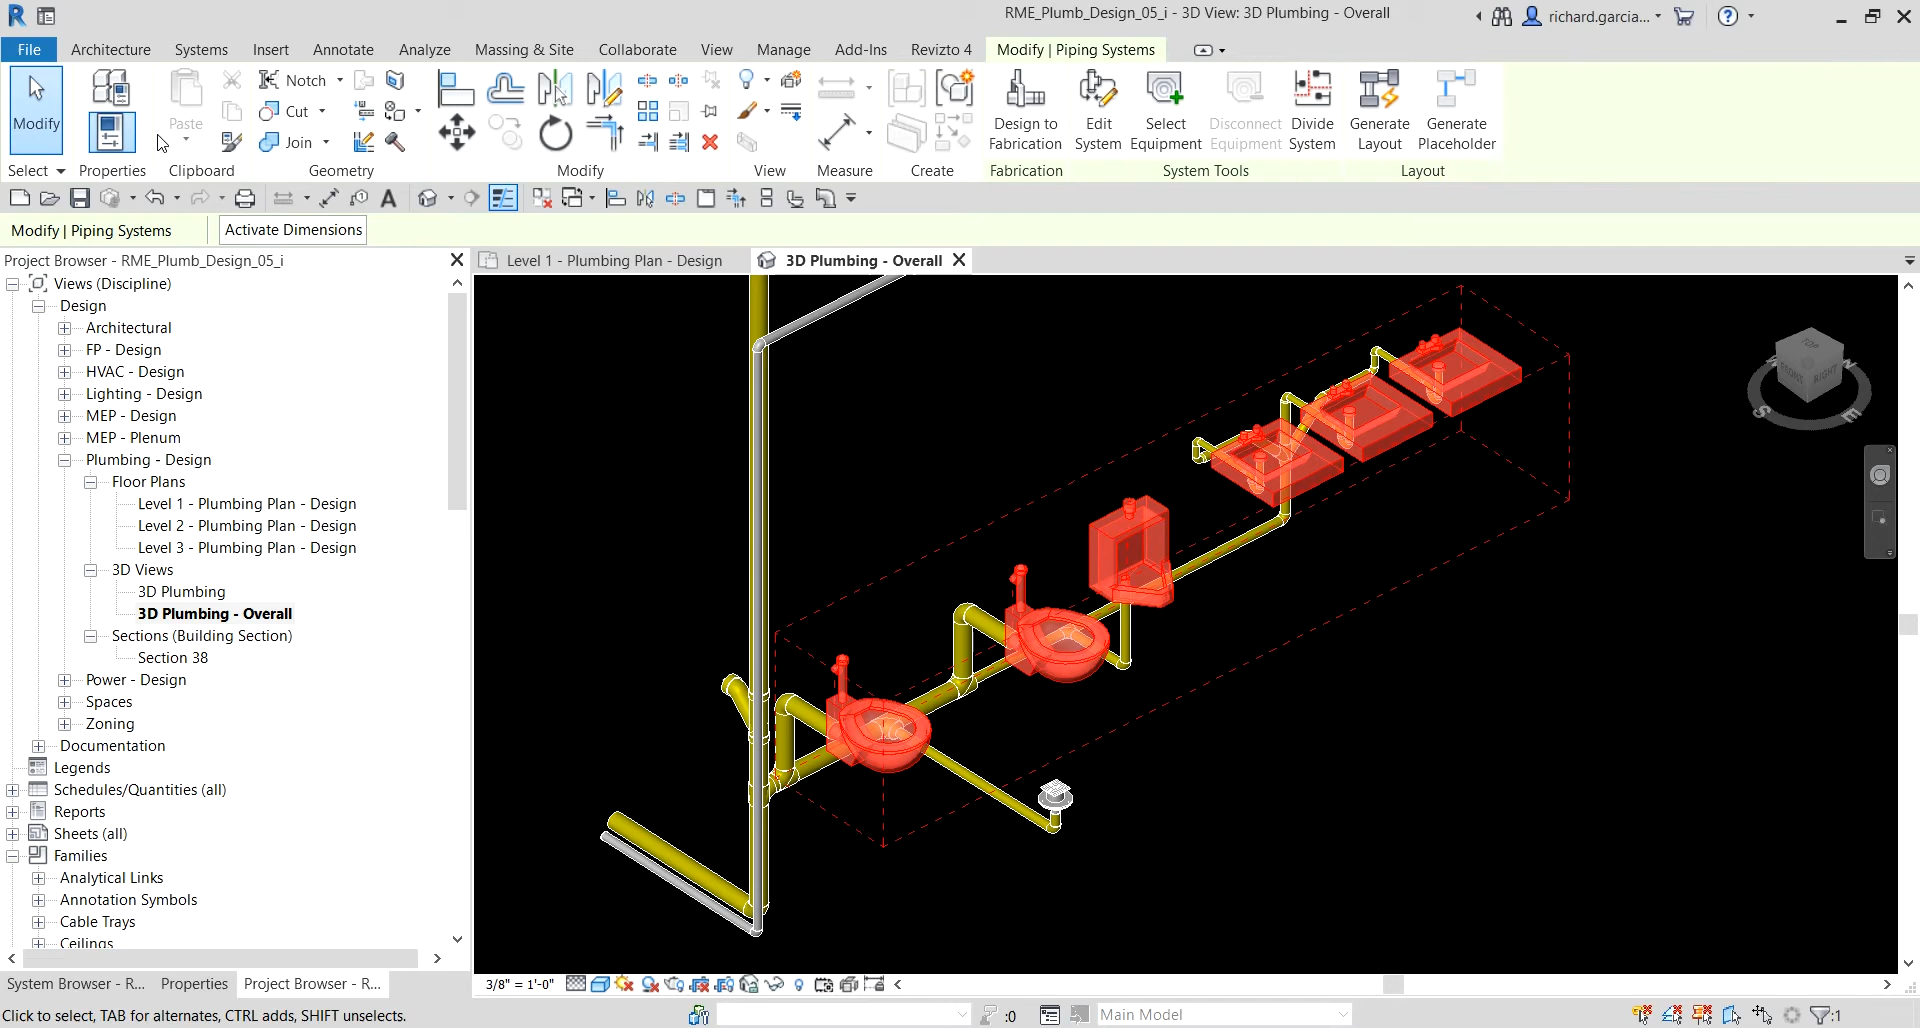 RME_Plumb_Design_05_i - 3D View: 3D Plumbing - Overall
richard.garcia...
File Architecture Systems Insert Annotate Analyze Massing & Site Collaborate View Manage Add-Ins Revizto 4 Modify | Piping Systems
Modify
Paste
Notch
Cut
Join
Design to Fabrication
Edit System
Select Equipment
Disconnect Equipment
Divide System
Generate Layout
Generate Placeholder
Select Properties Clipboard Geometry Modify View Measure Create Fabrication System Tools Layout
Modify | Piping Systems Activate Dimensions
Project Browser - RME_Plumb_Design_05_i
Level 1 - Plumbing Plan - Design
3D Plumbing - Overall
Views (Discipline)
Design
Architectural
FP - Design
HVAC - Design
Lighting - Design
MEP - Design
MEP - Plenum
Plumbing - Design
Floor Plans
Level 1 - Plumbing Plan - Design
Level 2 - Plumbing Plan - Design
Level 3 - Plumbing Plan - Design
3D Views
3D Plumbing
3D Plumbing - Overall
Sections (Building Section)
Section 38
Power - Design
Spaces
Zoning
Documentation
Legends
Schedules/Quantities (all)
Reports
Sheets (all)
Families
Analytical Links
Annotation Symbols
Cable Trays
Ceilings
TOP
FRONT
RIGHT
S
E
System Browser - R... Properties Project Browser - R...
3/8" = 1'-0"
Click to select, TAB for alternates, CTRL adds, SHIFT unselects.
:0
Main Model
:1